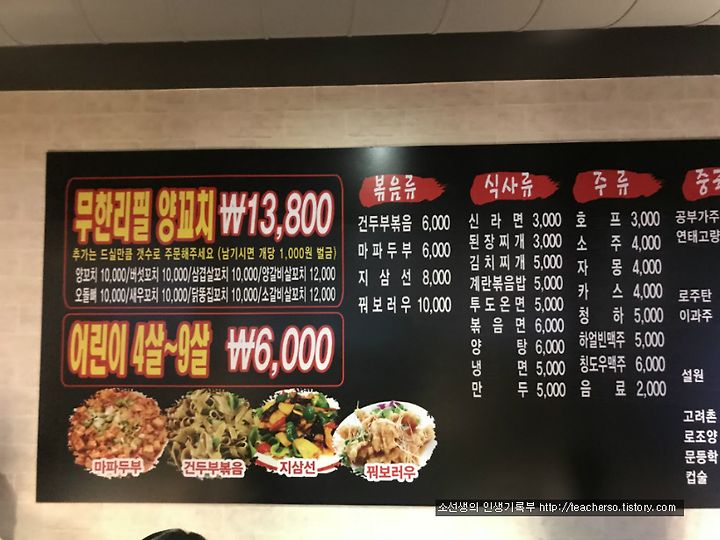 무한리필 양꼬치 ₩13,800
추가는 드실만큼 갯수로 주문해주세요 (남기시면 개당 1,000원 벌금)
양꼬치 10,000/버섯꼬치 10,000/삼겹살꼬치 10,000/양갈비살꼬치 12,000
오돌뼈 10,000/새우꼬치 10,000/닭똥집꼬치 10,000/소갈비살꼬치 12,000
어린이 4살~9살 ₩6,000
마파두부
건두부볶음
지삼선
꿔보러우
볶음류
건두부볶음 6,000
마파두부 6,000
지삼선 8,000
꿔보러우 10,000
식사류
신라면 3,000
된장찌개 3,000
김치찌개 5,000
계란볶음밥 5,000
투도온면 5,000
볶음면 6,000
양탕 6,000
냉면 5,000
만두 5,000
주류
호프 3,000
소주 4,000
자몽 4,000
카스 4,000
청하 5,000
하얼빈맥주 5,000
칭도우맥주 6,000
음료 2,000
중국
공부가주
연태고량
로주탄
이과주
설원
고려촌
로조양
문등학
컵술
소선생의 인생기록부 http://teacherso.tistory.com